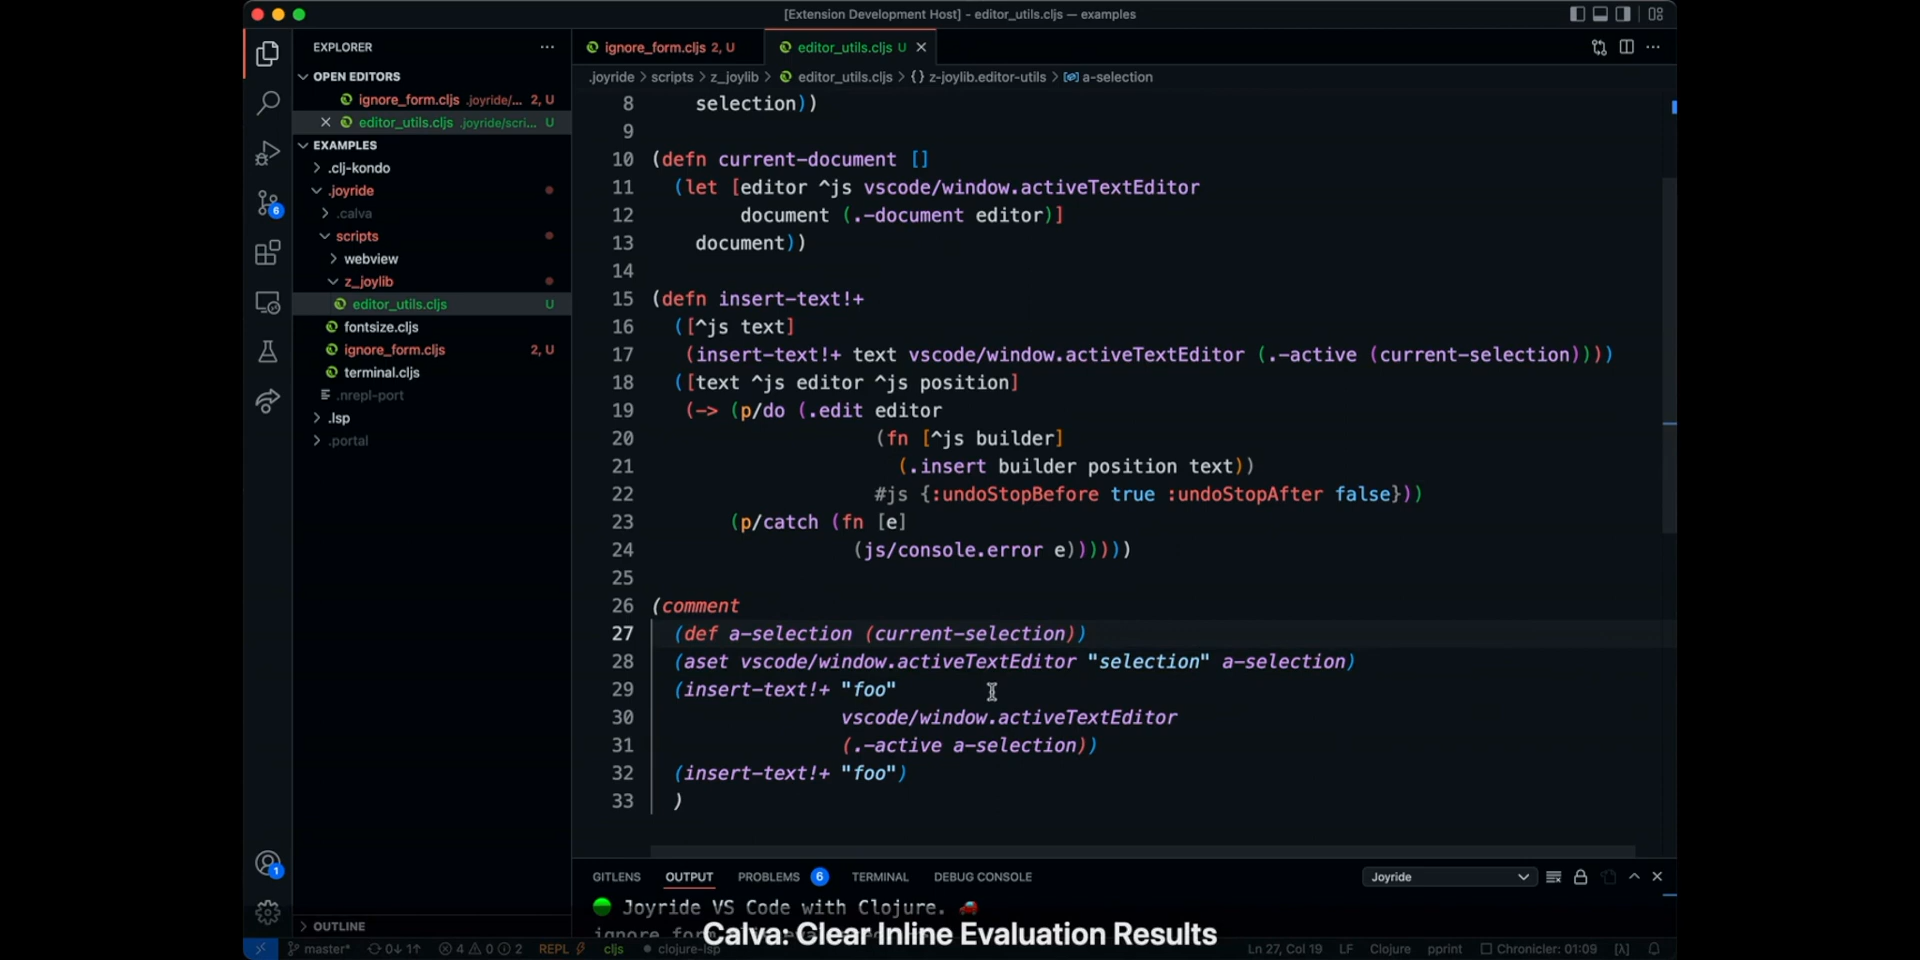 [Extension Development Host] - editor_utils.cljs — examples
EXPLORER
OPEN EDITORS
ignore_form.cljs .joyride/... 2, U
editor_utils.cljs .joyride/scri... U
EXAMPLES
.clj-kondo
.joyride
.calva
scripts
webview
z_joylib
editor_utils.cljs U
fontsize.cljs
ignore_form.cljs 2, U
terminal.cljs
.nrepl-port
.lsp
.portal
OUTLINE
6
1
ignore_form.cljs 2, U
editor_utils.cljs U
.joyride > scripts > z_joylib > editor_utils.cljs > {} z-joylib.editor-utils > a-selection
8 selection))
9
10 (defn current-document []
11 (let [editor ^js vscode/window.activeTextEditor
12 document (.-document editor)]
13 document))
14
15 (defn insert-text!+
16 ([^js text]
17 (insert-text!+ text vscode/window.activeTextEditor (.-active (current-selection))))
18 ([text ^js editor ^js position]
19 (-> (p/do (.edit editor
20 (fn [^js builder]
21 (.insert builder position text))
22 #js {:undoStopBefore true :undoStopAfter false}))
23 (p/catch (fn [e]
24 (js/console.error e))))))
25
26 (comment
27 (def a-selection (current-selection))
28 (aset vscode/window.activeTextEditor "selection" a-selection)
29 (insert-text!+ "foo"
30 vscode/window.activeTextEditor
31 (.-active a-selection))
32 (insert-text!+ "foo")
33 )
GITLENS OUTPUT PROBLEMS 6 TERMINAL DEBUG CONSOLE
Joyride
Joyride VS Code with Clojure.
Calva: Clear Inline Evaluation Results
master* 0↓ 1↑ 4 0 2 REPL cljs clojure-lsp Ln 27, Col 19 LF Clojure pprint Chronicler: 01:09 [λ]